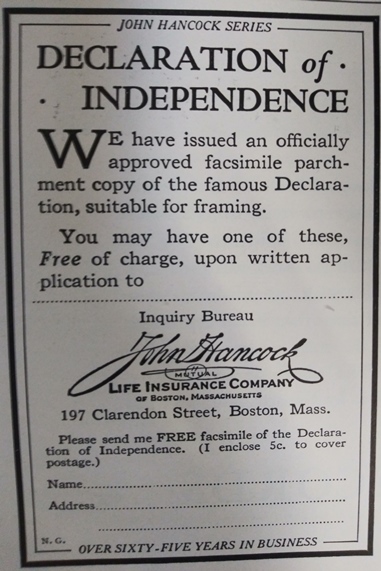 JOHN HANCOCK SERIES
DECLARATION of ·
· INDEPENDENCE
WE have issued an officially
approved facsimile parch-
ment copy of the famous Declara-
tion, suitable for framing.
You may have one of these,
Free of charge, upon written ap-
plication to
Inquiry Bureau
John Hancock
MUTUAL
LIFE INSURANCE COMPANY
OF BOSTON, MASSACHUSETTS
197 Clarendon Street, Boston, Mass.
Please send me FREE facsimile of the Declara-
tion of Independence. (I enclose 5c. to cover
postage.)
Name
Address
N. G.
OVER SIXTY-FIVE YEARS IN BUSINESS